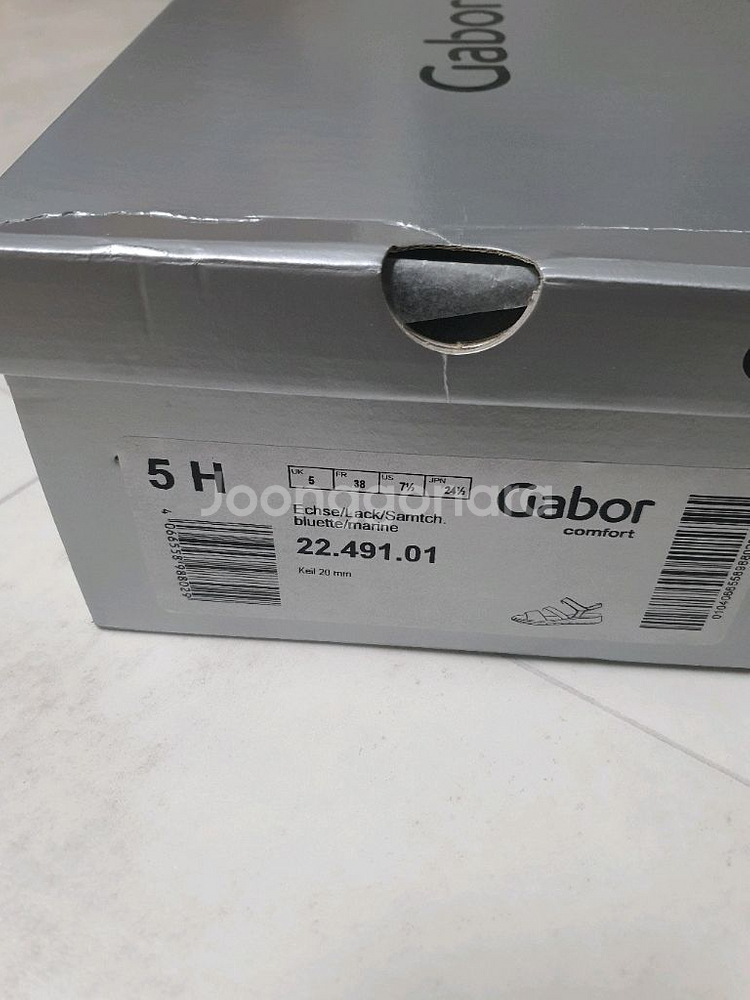 Gabor
5 H
UK 5 FR 38 US 7½ JPN 24½
Joonggonara
Gabor
comfort
Echse/Lack/Samtch.
bluette/marine
22.491.01
Keil 20 mm